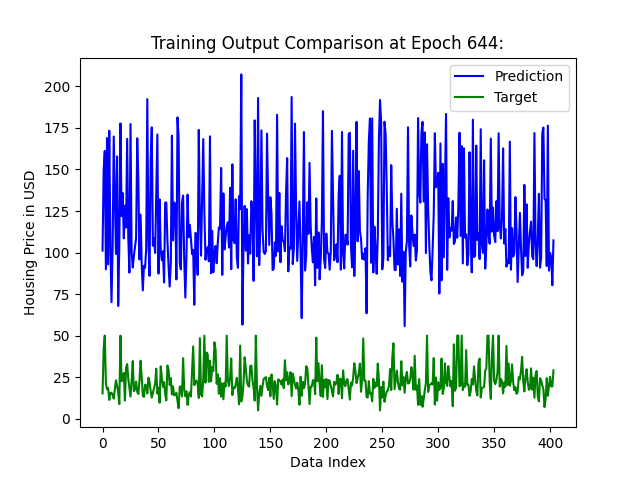 Training Output Comparison at Epoch 644:
Prediction
Target
Housing Price in USD
200
175
150
125
100
75
50
25
0
0 50 100 150 200 250 300 350 400
Data Index